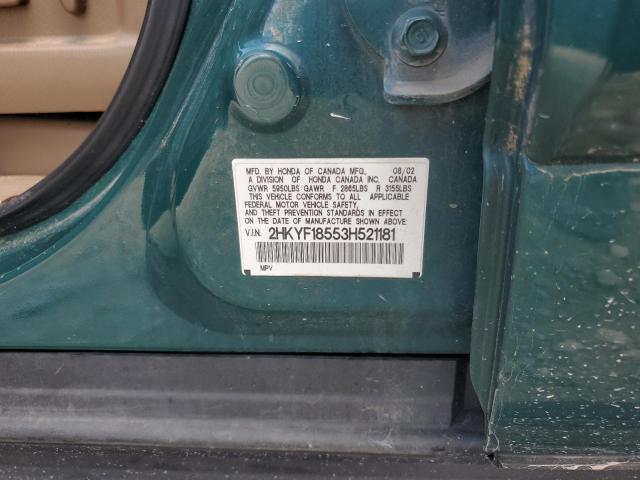 MFD. BY HONDA OF CANADA MFG. 08/02
A DIVISION OF HONDA CANADA INC. CANADA
GVWR 5950LBS GAWR F 2865LBS R 3155LBS
THIS VEHICLE CONFORMS TO ALL APPLICABLE
FEDERAL MOTOR VEHICLE SAFETY
AND THEFT PREVENTION STANDARDS IN EFFECT
ON THE DATE OF MANUFACTURE SHOWN ABOVE.
V.I.N. 2HKYF18553H521181
MPV